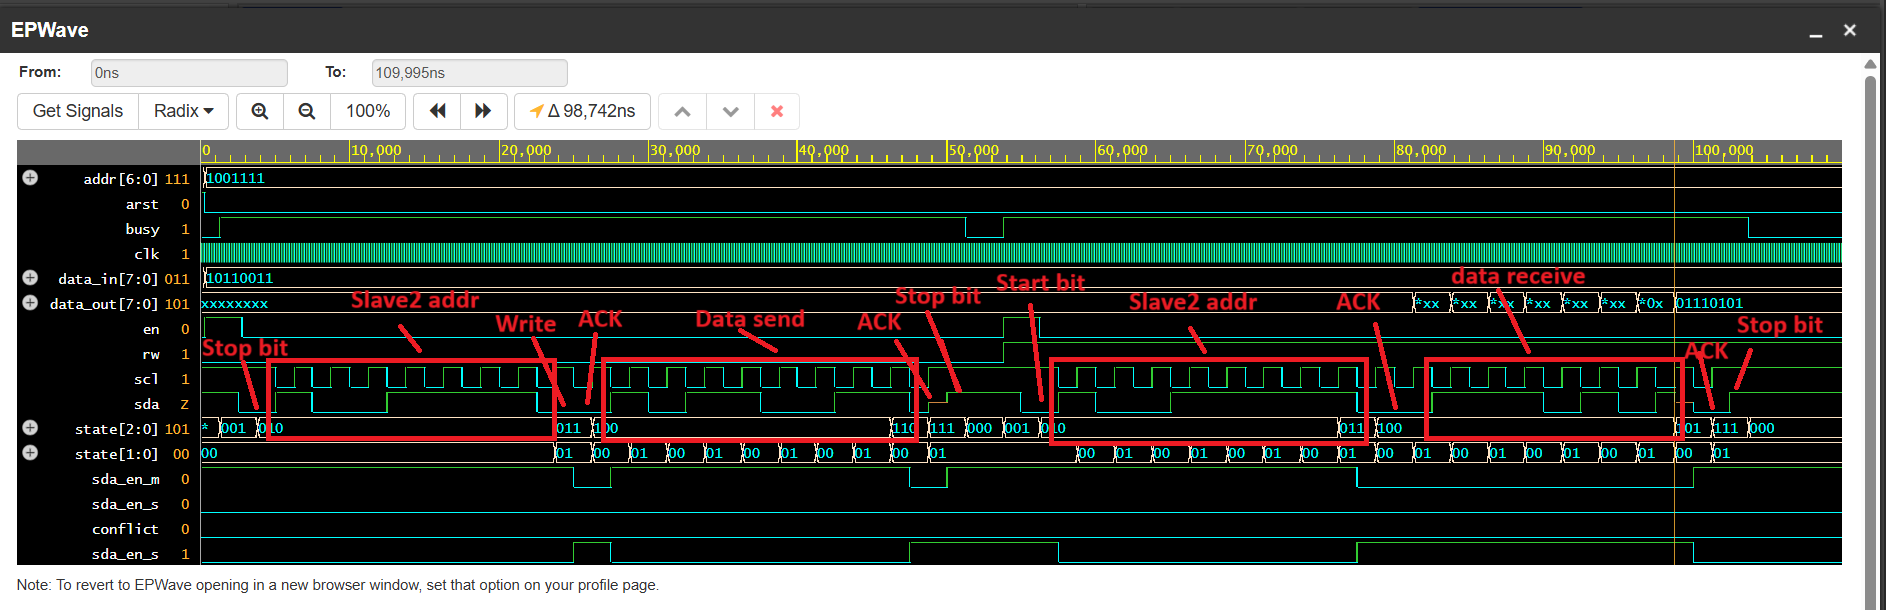 EPWave
From: 0ns To: 109,995ns
Get Signals Radix 100% Δ 98,742ns
0 10,000 20,000 30,000 40,000 50,000 60,000 70,000 80,000 90,000 100,000
addr[6:0] 111 1001111
arst 0
busy 1
clk 1
data_in[7:0] 011 10110011
data receive
Start bit
Slave2 addr Stop bit Slave2 addr ACK
data_out[7:0] 101 xxxxxxxx *xx *xx *xx *xx *xx *xx *0x 01110101
en 0
Write ACK Data send ACK Stop bit
rw 1
Stop bit ACK
scl 1
sda Z
state[2:0] 101 * 001 010 011 100 110 111 000 001 010 011 100 101 111 000
state[1:0] 00 00 01 00 01 00 01 00 01 00 01 00 01 00 01 00 01 00 01 00 01 00 01 00 01 00 01 00 01
sda_en_m 0
sda_en_s 0
conflict 0
sda_en_s 1
Note: To revert to EPWave opening in a new browser window, set that option on your profile page.